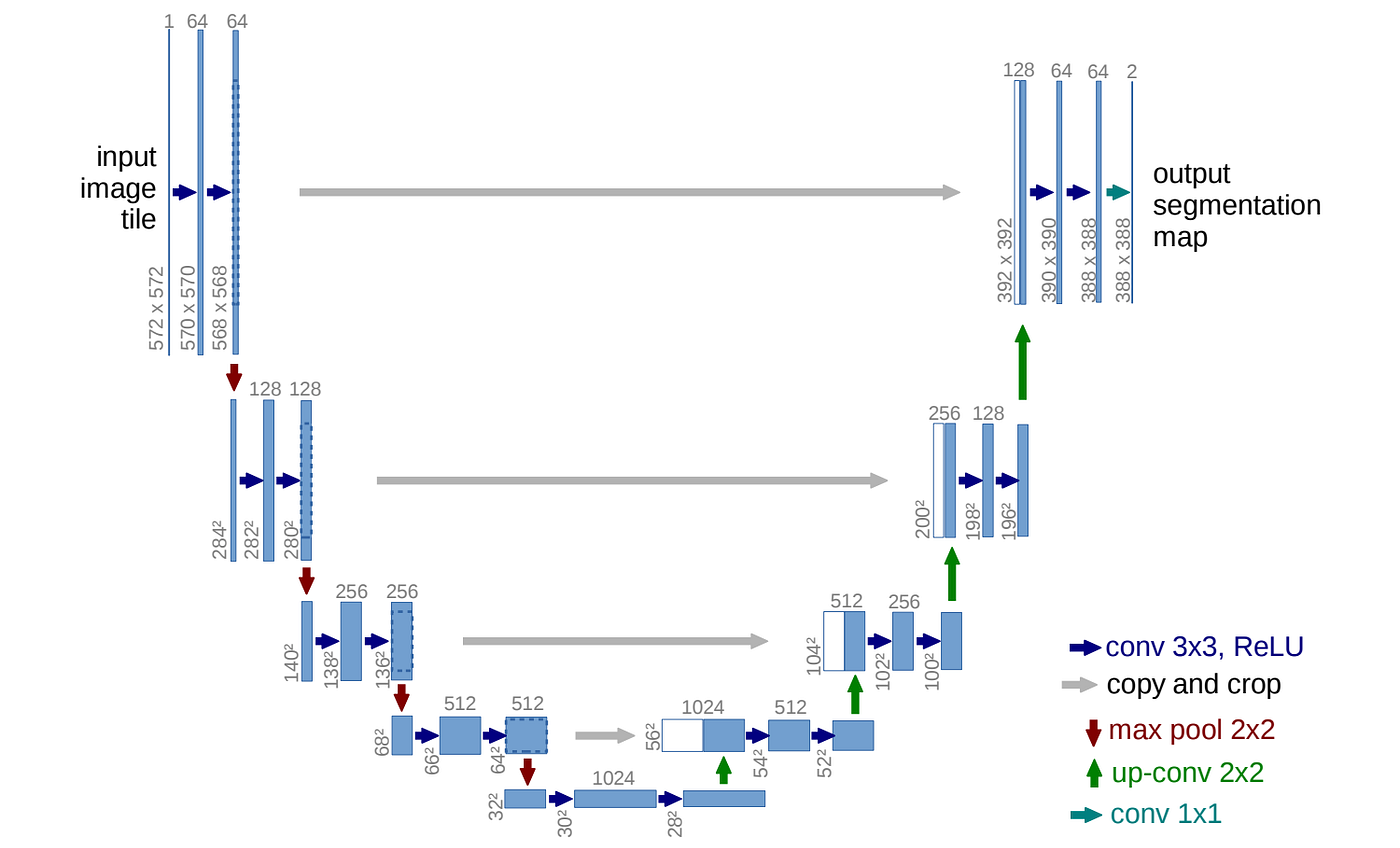 1 64 64
input
image
tile
572 x 572
570 x 570
568 x 568
128 64 64 2
output
segmentation
map
392 x 392
390 x 390
388 x 388
388 x 388
128 128
284²
282²
280²
256 128
200²
198²
196²
256 256
140²
138²
136²
512 256
104²
102²
100²
512 512
68²
66²
64²
1024 512
56²
54²
52²
1024
32²
30²
28²
conv 3x3, ReLU
copy and crop
max pool 2x2
up-conv 2x2
conv 1x1